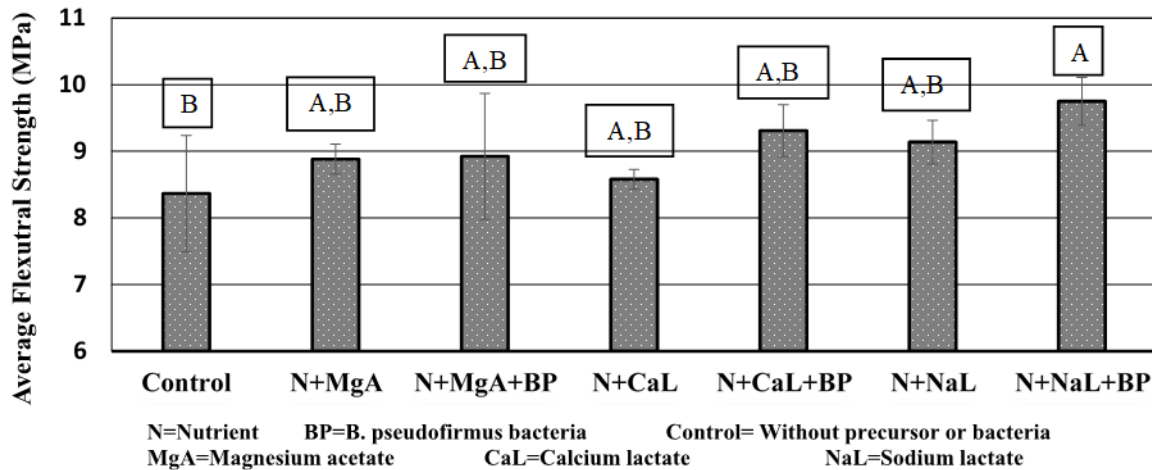 Average Flexutral Strength (MPa)
11
10
9
8
7
6
B
A,B
A,B
A,B
A,B
A,B
A
Control N+MgA N+MgA+BP N+CaL N+CaL+BP N+NaL N+NaL+BP
N=Nutrient BP=B. pseudofirmus bacteria Control= Without precursor or bacteria
MgA=Magnesium acetate CaL=Calcium lactate NaL=Sodium lactate